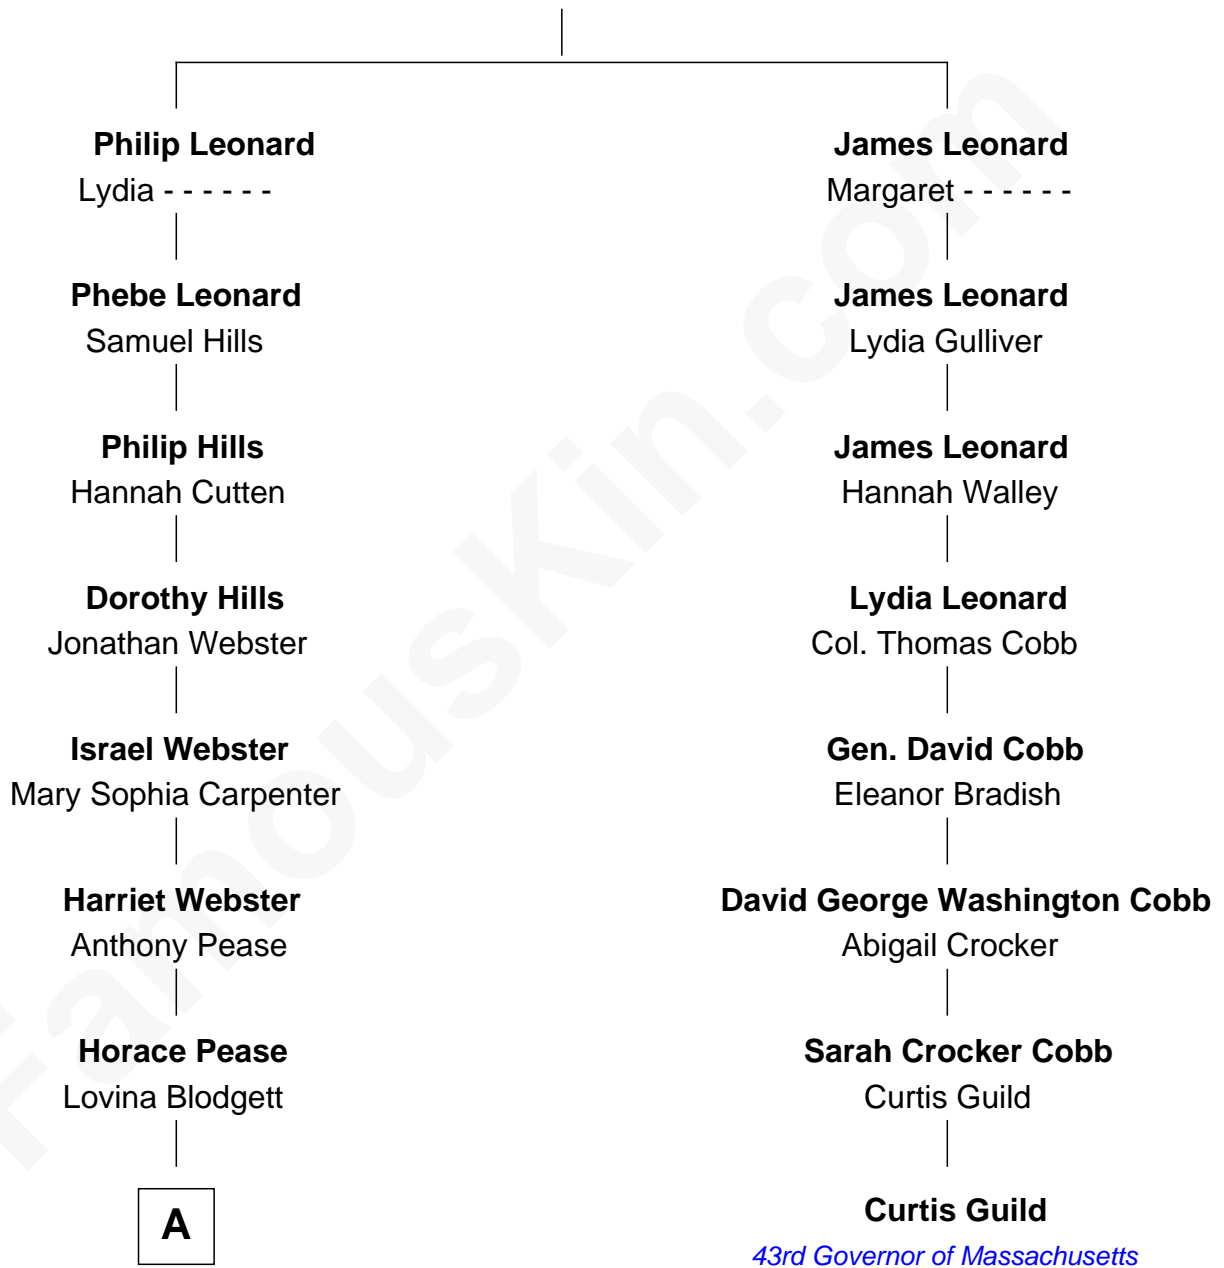 Philip Leonard
Lydia - - - - - -
Phebe Leonard
Samuel Hills
Philip Hills
Hannah Cutten
Dorothy Hills
Jonathan Webster
Israel Webster
Mary Sophia Carpenter
Harriet Webster
Anthony Pease
Horace Pease
Lovina Blodgett
A
James Leonard
Margaret - - - - - -
James Leonard
Lydia Gulliver
James Leonard
Hannah Walley
Lydia Leonard
Col. Thomas Cobb
Gen. David Cobb
Eleanor Bradish
David George Washington Cobb
Abigail Crocker
Sarah Crocker Cobb
Curtis Guild
Curtis Guild
43rd Governor of Massachusetts
FamousKin.com